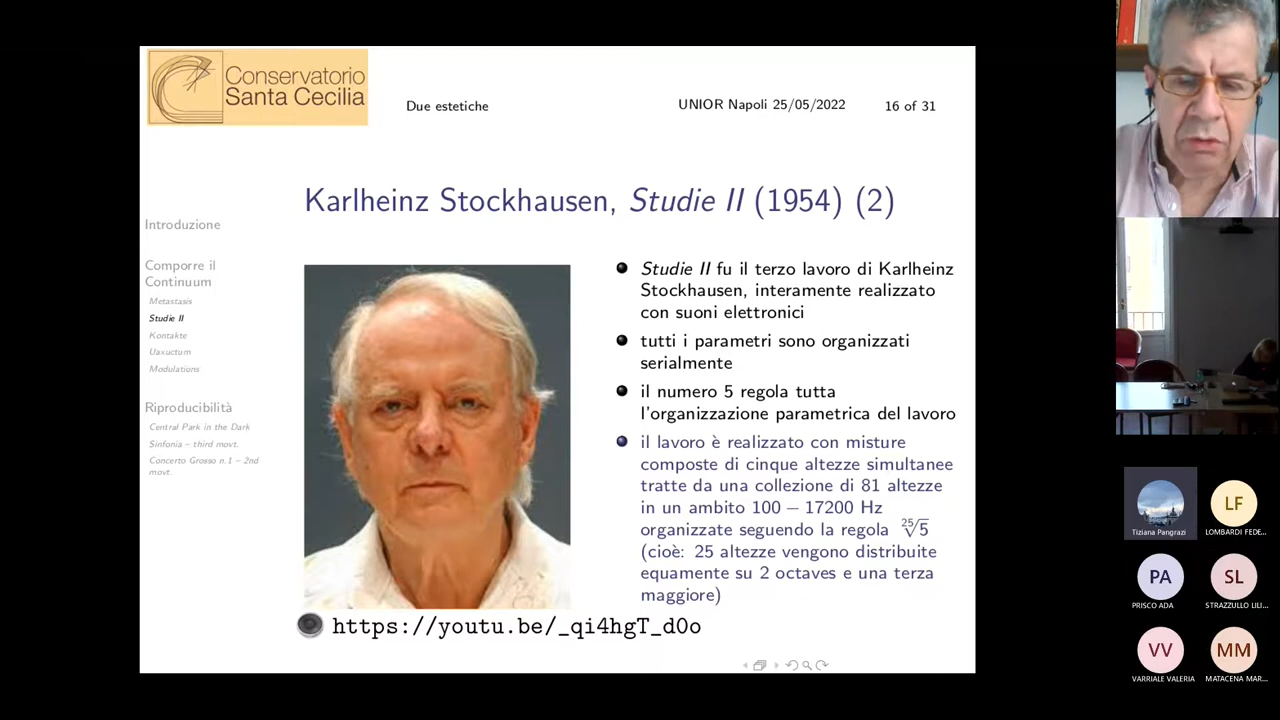 Conservatorio
Santa Cecilia
Due estetiche
UNIOR Napoli 25/05/2022
16 of 31
Karlheinz Stockhausen, Studie II (1954) (2)
Introduzione
Comporre il
Continuum
Metastasis
Studie II
Kontakte
Uaxuctum
Modulations
Riproducibilità
Central Park in the Dark
Sinfonia – third movt.
Concerto Grosso n.1 – 2nd
movt.
Studie II fu il terzo lavoro di Karlheinz
Stockhausen, interamente realizzato
con suoni elettronici
tutti i parametri sono organizzati
serialmente
il numero 5 regola tutta
l'organizzazione parametrica del lavoro
il lavoro è realizzato con misture
composte di cinque altezze simultanee
tratte da una collezione di 81 altezze
in un ambito 100 – 17200 Hz
organizzate seguendo la regola ²⁵√5
(cioè: 25 altezze vengono distribuite
equamente su 2 octaves e una terza
maggiore)
https://youtu.be/_qi4hgT_d0o
Tiziana Pangrazi
LF
LOMBARDI FEDE...
PA
PRISCO ADA
SL
STRAZZULLO LILI...
VV
VARRIALE VALERIA
MM
MATACENA MAR...